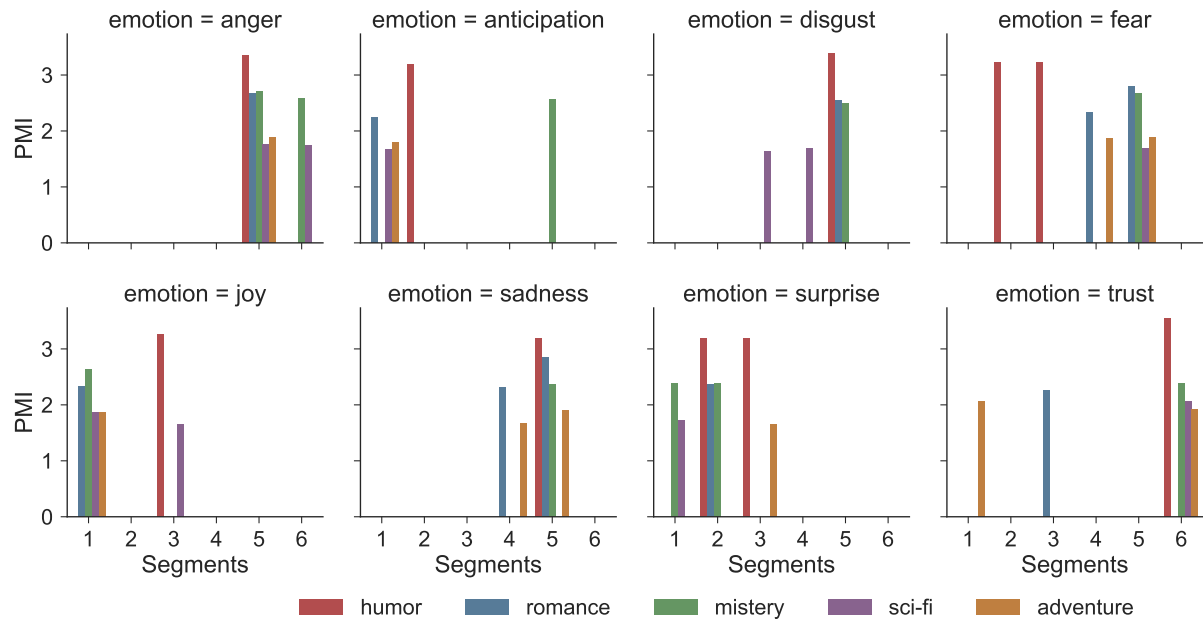 emotion = anger
emotion = anticipation
emotion = disgust
emotion = fear
PMI
3
2
1
0
emotion = joy
emotion = sadness
emotion = surprise
emotion = trust
PMI
3
2
1
0
1 2 3 4 5 6
1 2 3 4 5 6
1 2 3 4 5 6
1 2 3 4 5 6
Segments
Segments
Segments
Segments
humor
romance
mistery
sci-fi
adventure